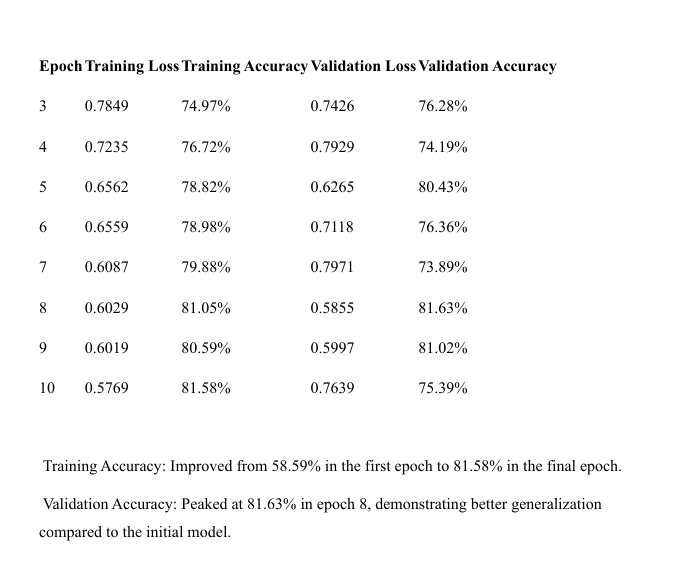 Epoch Training Loss Training Accuracy Validation Loss Validation Accuracy
3 0.7849 74.97% 0.7426 76.28%
4 0.7235 76.72% 0.7929 74.19%
5 0.6562 78.82% 0.6265 80.43%
6 0.6559 78.98% 0.7118 76.36%
7 0.6087 79.88% 0.7971 73.89%
8 0.6029 81.05% 0.5855 81.63%
9 0.6019 80.59% 0.5997 81.02%
10 0.5769 81.58% 0.7639 75.39%
Training Accuracy: Improved from 58.59% in the first epoch to 81.58% in the final epoch.
Validation Accuracy: Peaked at 81.63% in epoch 8, demonstrating better generalization
compared to the initial model.